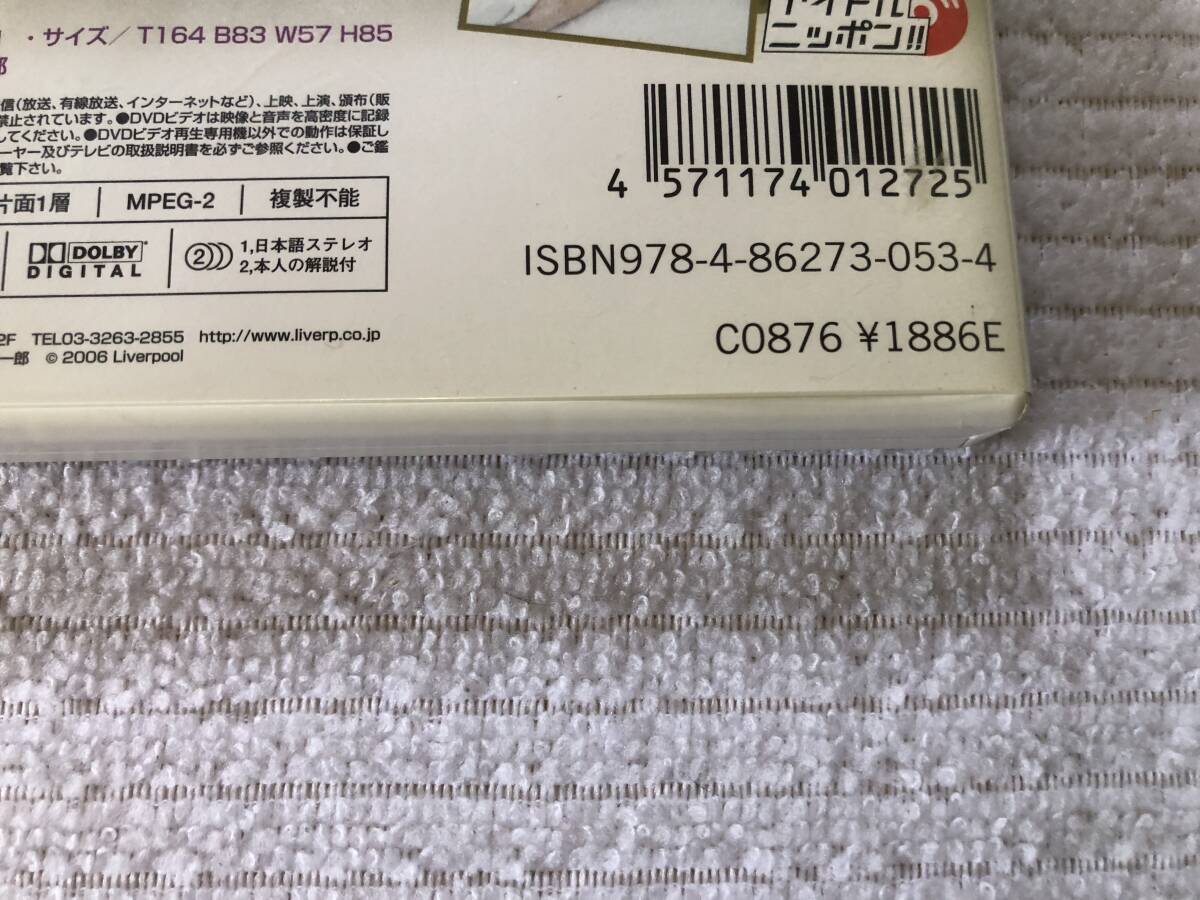 ・サイズ/ T164 B83 W57 H85
郎
アイドル
ニッポン!!
信(放送、有線放送、インターネットなど)、上映、上演、頒布(販
禁止されています。●DVDビデオは映像と音声を高密度に記録
してください。●DVDビデオ再生専用機以外での動作は保証し
ーヤー及びテレビの取扱説明書を必ずご参照ください。●ご鑑
覧下さい。
片面1層 MPEG-2 複製不能
DOLBY
DIGITAL
2
1,日本語ステレオ
2,本人の解説付
2F TEL03-3263-2855 http://www.liverp.co.jp
一郎 © 2006 Liverpool
4 571174 012725
ISBN978-4-86273-053-4
C0876 ¥1886E